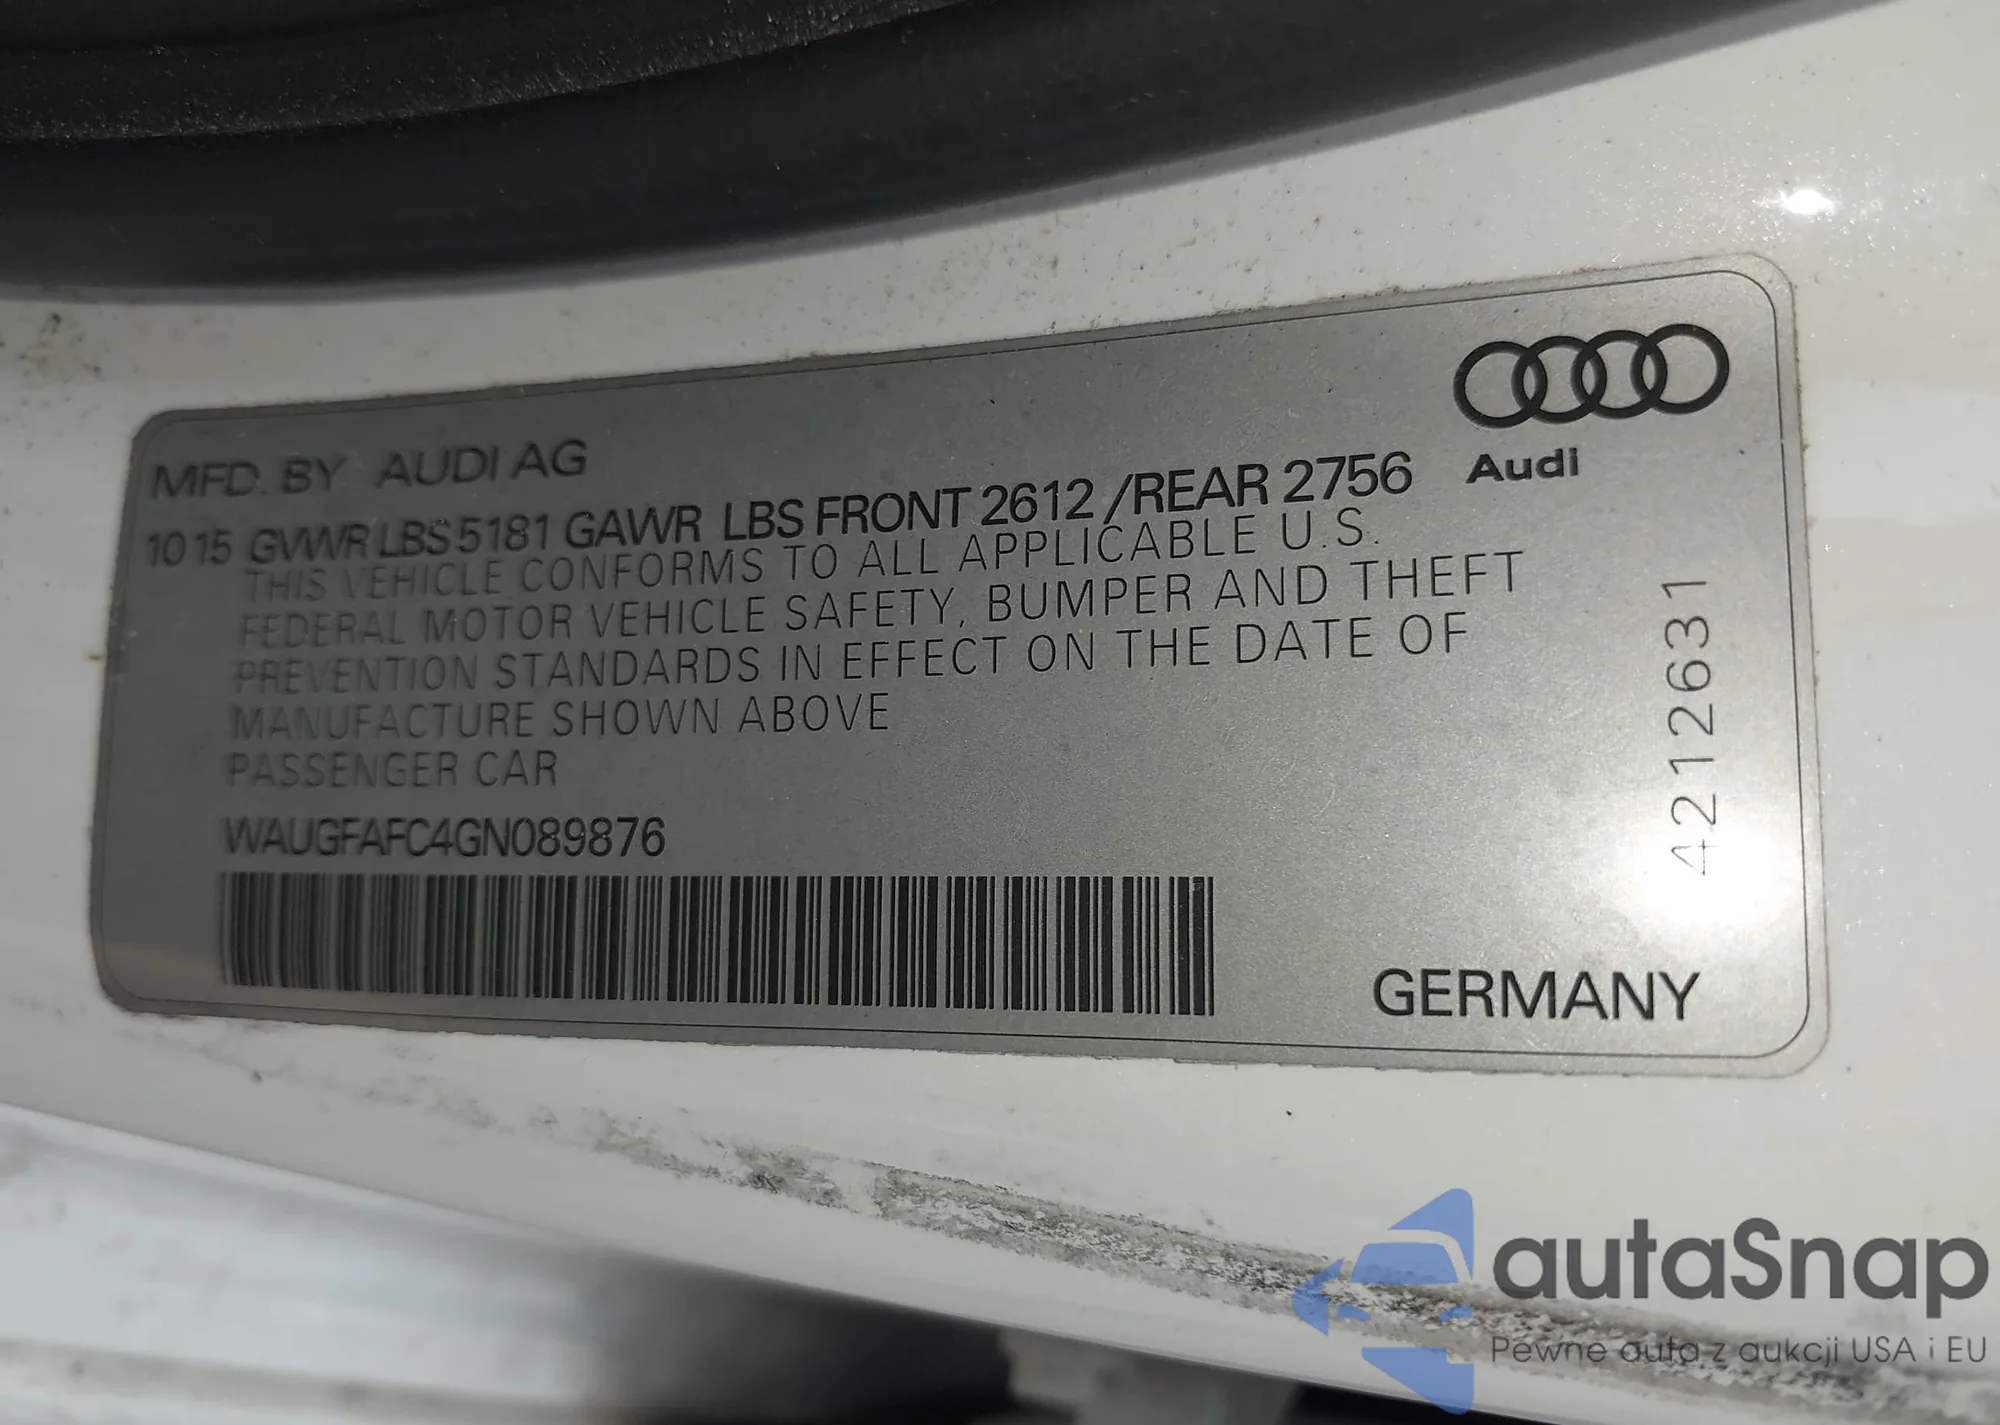 MFD. BY AUDI AG
Audi
10 15 GVWR LBS 5181 GAWR LBS FRONT 2612 /REAR 2756
THIS VEHICLE CONFORMS TO ALL APPLICABLE U.S.
FEDERAL MOTOR VEHICLE SAFETY, BUMPER AND THEFT
PREVENTION STANDARDS IN EFFECT ON THE DATE OF
MANUFACTURE SHOWN ABOVE
PASSENGER CAR
WAUGFAFC4GN089876
4212631
GERMANY
autaSnap
Pewne auta z aukcji USA i EU